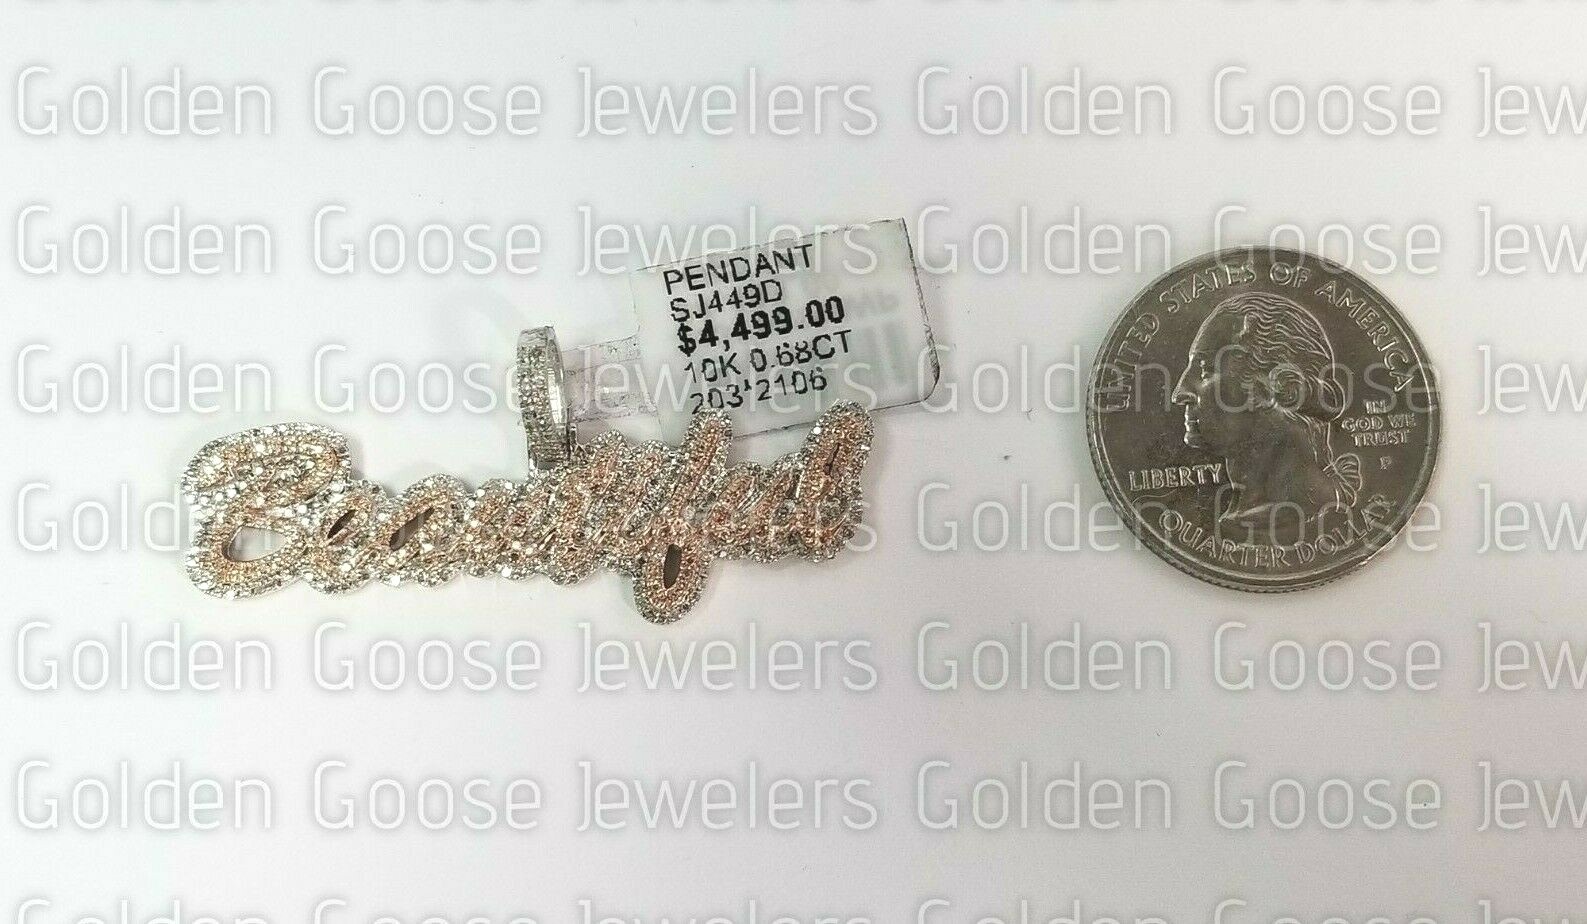 Golden Goose Jewelers Golden Goose Jew
Golden Goose Jewelers Golden Goose Jew
PENDANT
SJ449D
$4,499.00
10K 0.68CT
Beautiful
UNITED STATES OF AMERICA
IN
GOD WE
TRUST
P
LIBERTY
QUARTER DOLLAR
Golden Goose Jewelers Golden Goose Jew
Golden Goose Jewelers Golden Goose Jew
Golden Goose Jewelers Golden Goose Jew
Golden Goose Jewelers Golden Goose Jew
Golden Goose Jewelers Golden Goose Jew